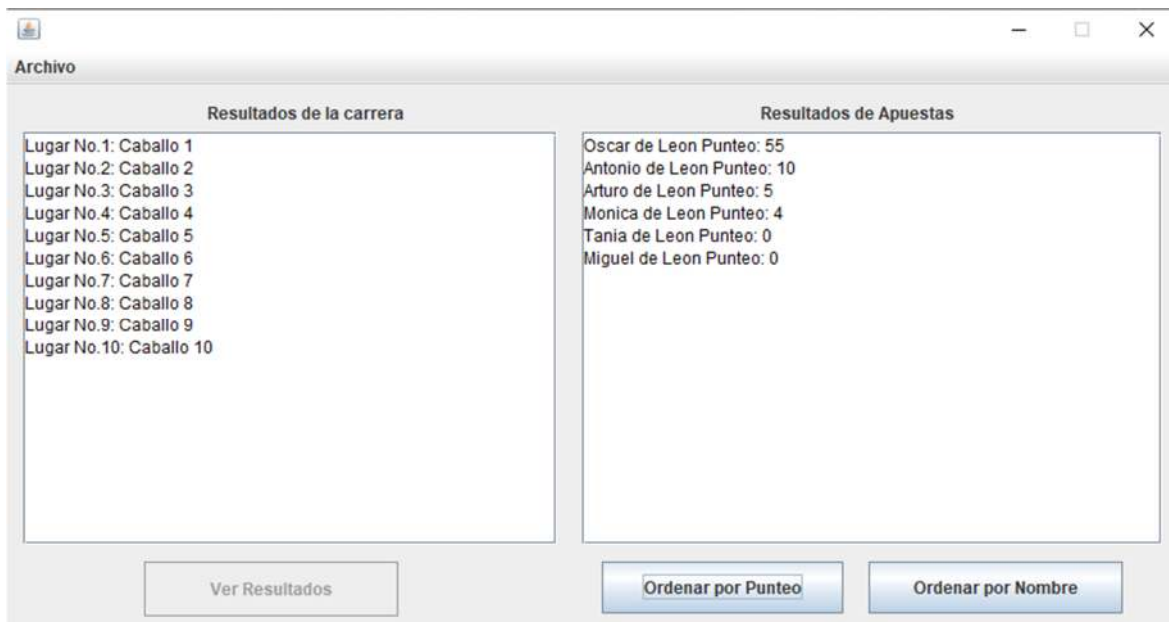 Archivo
Resultados de la carrera
Lugar No.1: Caballo 1
Lugar No.2: Caballo 2
Lugar No.3: Caballo 3
Lugar No.4: Caballo 4
Lugar No.5: Caballo 5
Lugar No.6: Caballo 6
Lugar No.7: Caballo 7
Lugar No.8: Caballo 8
Lugar No.9: Caballo 9
Lugar No.10: Caballo 10
Ver Resultados
Resultados de Apuestas
Oscar de Leon Punteo: 55
Antonio de Leon Punteo: 10
Arturo de Leon Punteo: 5
Monica de Leon Punteo: 4
Tania de Leon Punteo: 0
Miguel de Leon Punteo: 0
Ordenar por Punteo
Ordenar por Nombre